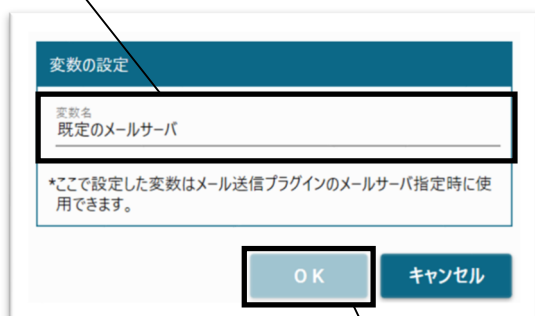 変数の設定
変数名
既定のメールサーバ
*ここで設定した変数はメール送信プラグインのメールサーバ指定時に使
用できます。
OK キャンセル